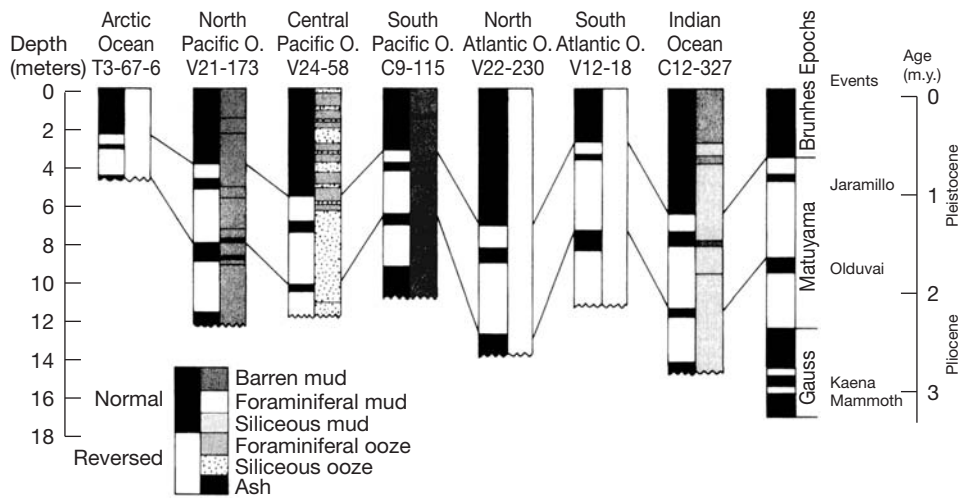 Depth
(meters)
Arctic
Ocean
T3-67-6
North
Pacific O.
V21-173
Central
Pacific O.
V24-58
South
Pacific O.
C9-115
North
Atlantic O.
V22-230
South
Atlantic O.
V12-18
Indian
Ocean
C12-327
Epochs
Events
Age
(m.y.)
0
2
4
6
8
10
12
14
16
18
Brunhes
Matuyama
Gauss
Jaramillo
Olduvai
Kaena
Mammoth
0
1
2
3
Pleistocene
Pliocene
Normal
Reversed
Barren mud
Foraminiferal mud
Siliceous mud
Foraminiferal ooze
Siliceous ooze
Ash